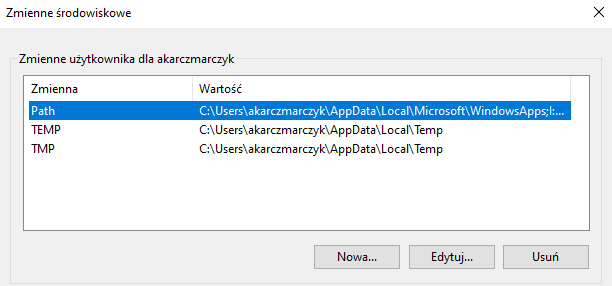 Zmienne środowiskowe
Zmienne użytkownika dla akarczmarczyk
Zmienna Wartość
Path C:\Users\akarczmarczyk\AppData\Local\Microsoft\WindowsApps;I:...
TEMP C:\Users\akarczmarczyk\AppData\Local\Temp
TMP C:\Users\akarczmarczyk\AppData\Local\Temp
Nowa... Edytuj... Usuń